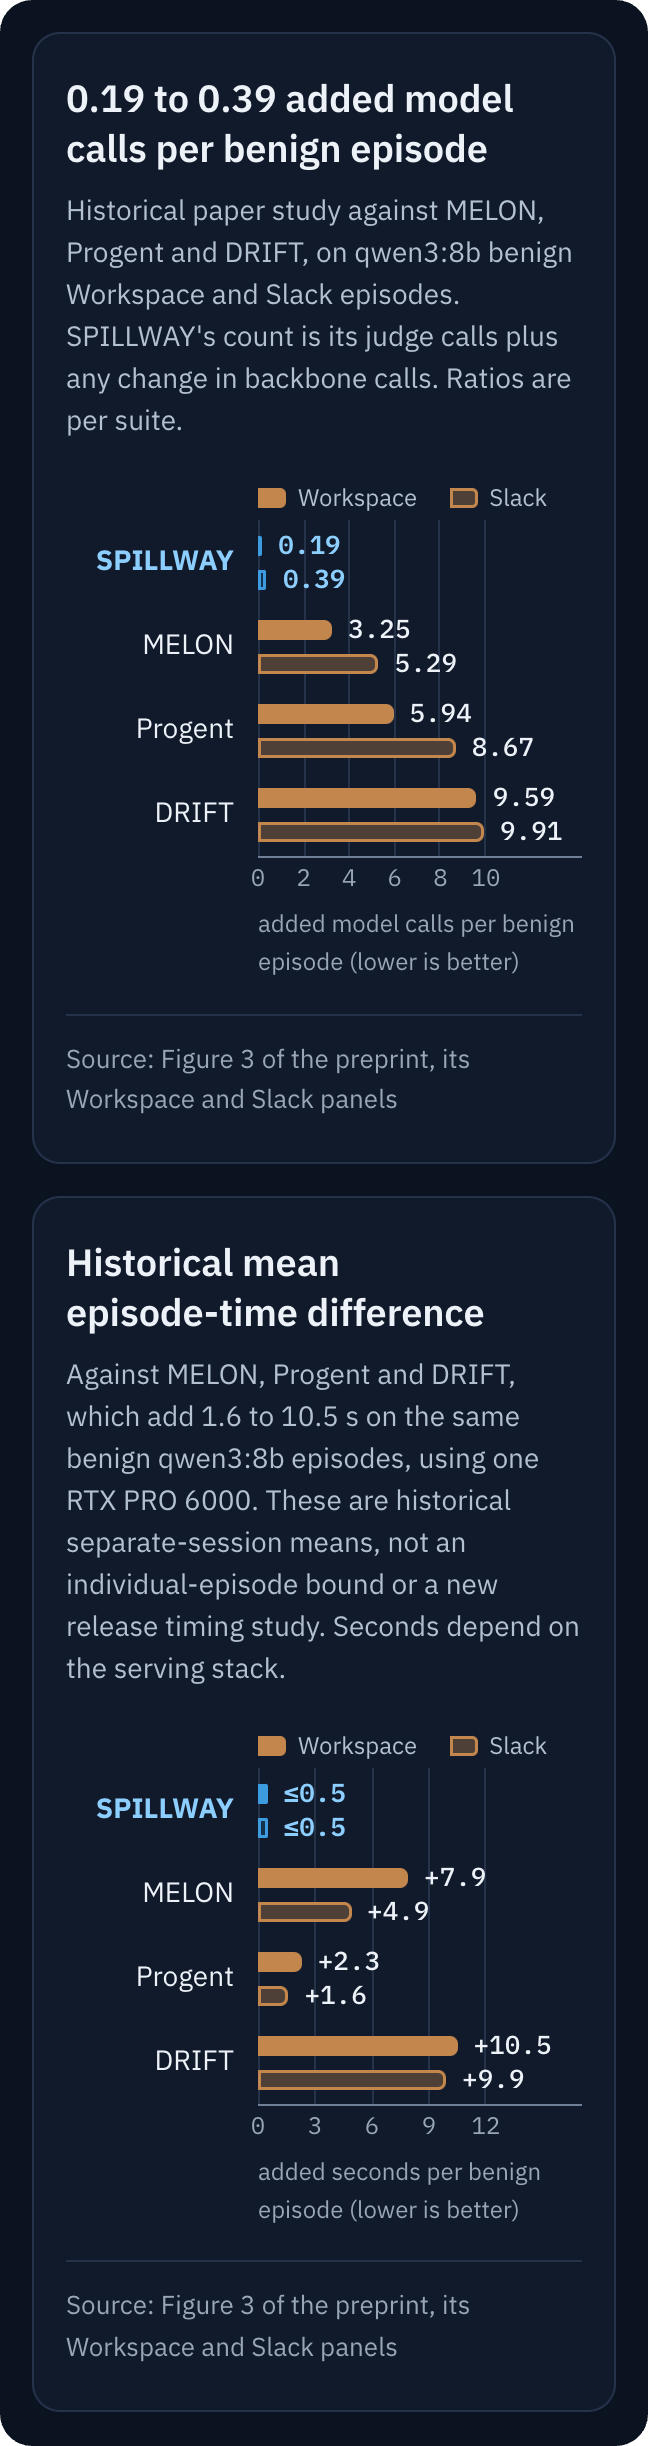 0.19 to 0.39 added model
calls per benign episode
Historical paper study against MELON,
Progent and DRIFT, on qwen3:8b benign
Workspace and Slack episodes.
SPILLWAY's count is its judge calls plus
any change in backbone calls. Ratios are
per suite.
Workspace Slack
SPILLWAY 0.19
0.39
MELON 3.25
5.29
Progent 5.94
8.67
DRIFT 9.59
9.91
0 2 4 6 8 10
added model calls per benign
episode (lower is better)
Source: Figure 3 of the preprint, its
Workspace and Slack panels
Historical mean
episode-time difference
Against MELON, Progent and DRIFT,
which add 1.6 to 10.5 s on the same
benign qwen3:8b episodes, using one
RTX PRO 6000. These are historical
separate-session means, not an
individual-episode bound or a new
release timing study. Seconds depend on
the serving stack.
Workspace Slack
SPILLWAY ≤0.5
≤0.5
MELON +7.9
+4.9
Progent +2.3
+1.6
DRIFT +10.5
+9.9
0 3 6 9 12
added seconds per benign
episode (lower is better)
Source: Figure 3 of the preprint, its
Workspace and Slack panels